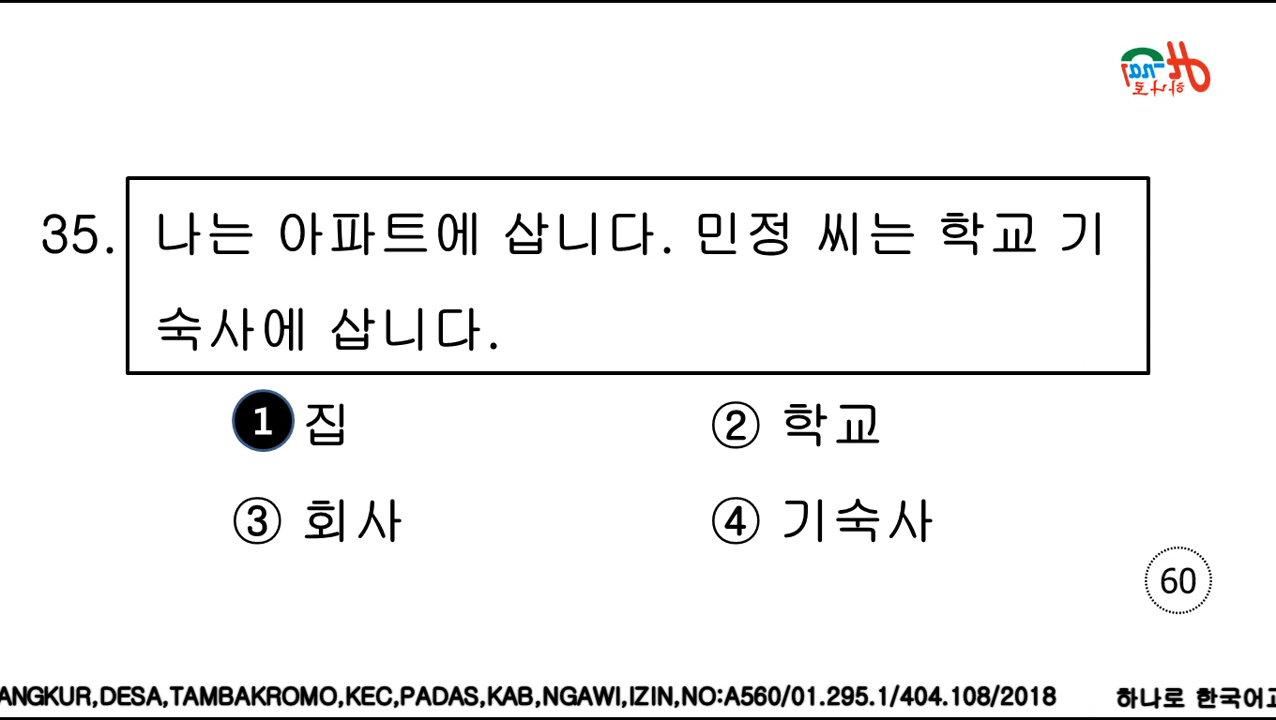 35. 나는 아파트에 삽니다. 민정 씨는 학교 기
숙사에 삽니다.
1 집 ② 학교
③ 회사 ④ 기숙사
60
ANGKUR,DESA,TAMBAKROMO,KEC,PADAS,KAB,NGAWI,IZIN,NO:A560/01.295.1/404.108/2018 하나로 한국어